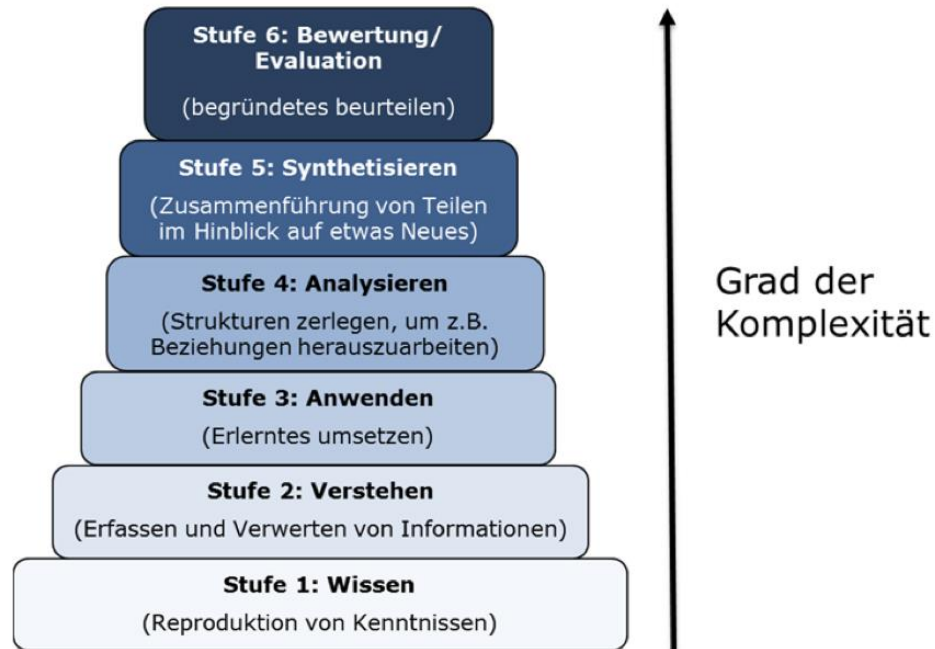 Stufe 6: Bewertung/
Evaluation
(begründetes beurteilen)
Stufe 5: Synthetisieren
(Zusammenführung von Teilen
im Hinblick auf etwas Neues)
Stufe 4: Analysieren
(Strukturen zerlegen, um z.B.
Beziehungen herauszuarbeiten)
Stufe 3: Anwenden
(Erlerntes umsetzen)
Stufe 2: Verstehen
(Erfassen und Verwerten von Informationen)
Stufe 1: Wissen
(Reproduktion von Kenntnissen)
Grad der
Komplexität